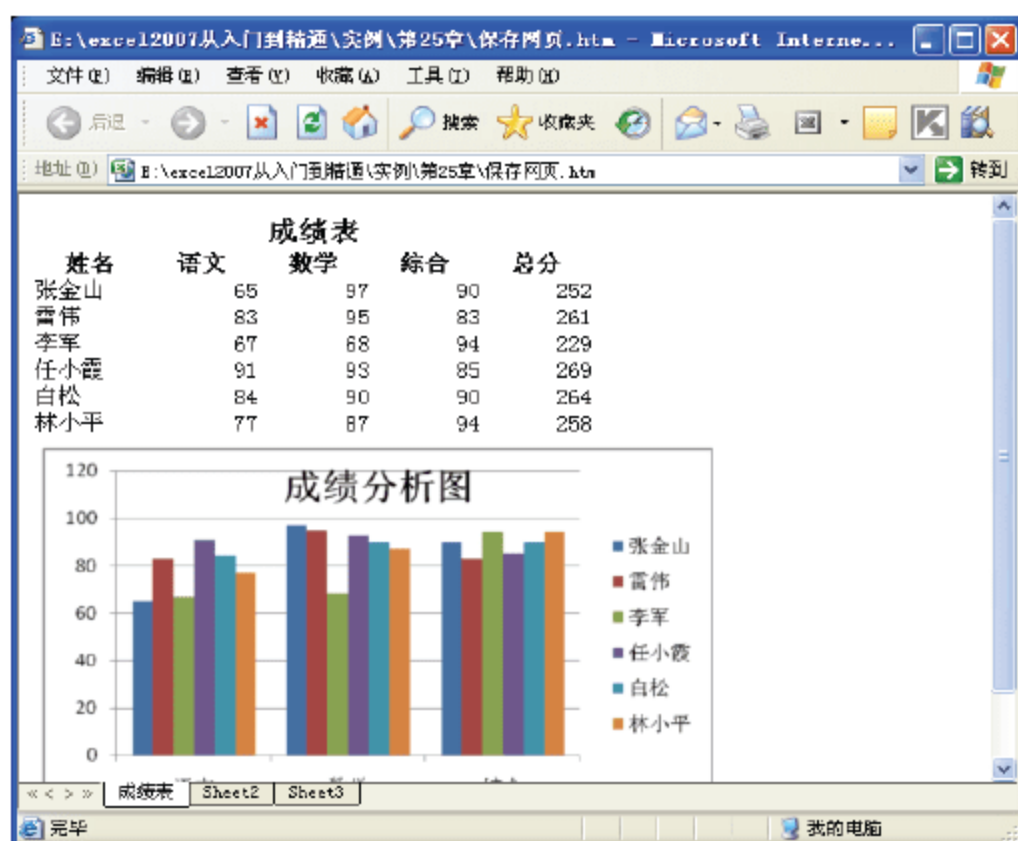 E:\excel2007从入门到精通\实例\第25章\保存网页.htm - Microsoft Interne...
文件(F) 编辑(E) 查看(V) 收藏(A) 工具(T) 帮助(H)
后退 搜索 收藏夹
地址(D) E:\excel2007从入门到精通\实例\第25章\保存网页.htm 转到
成绩表
姓名 语文 数学 综合 总分
张金山 65 97 90 252
雷伟 83 95 83 261
李军 67 68 94 229
任小霞 91 93 85 269
白松 84 90 90 264
林小平 77 87 94 258
成绩分析图
120
100
80
60
40
20
0
张金山
雷伟
李军
任小霞
白松
林小平
« < > » 成绩表 Sheet2 Sheet3
完毕 我的电脑